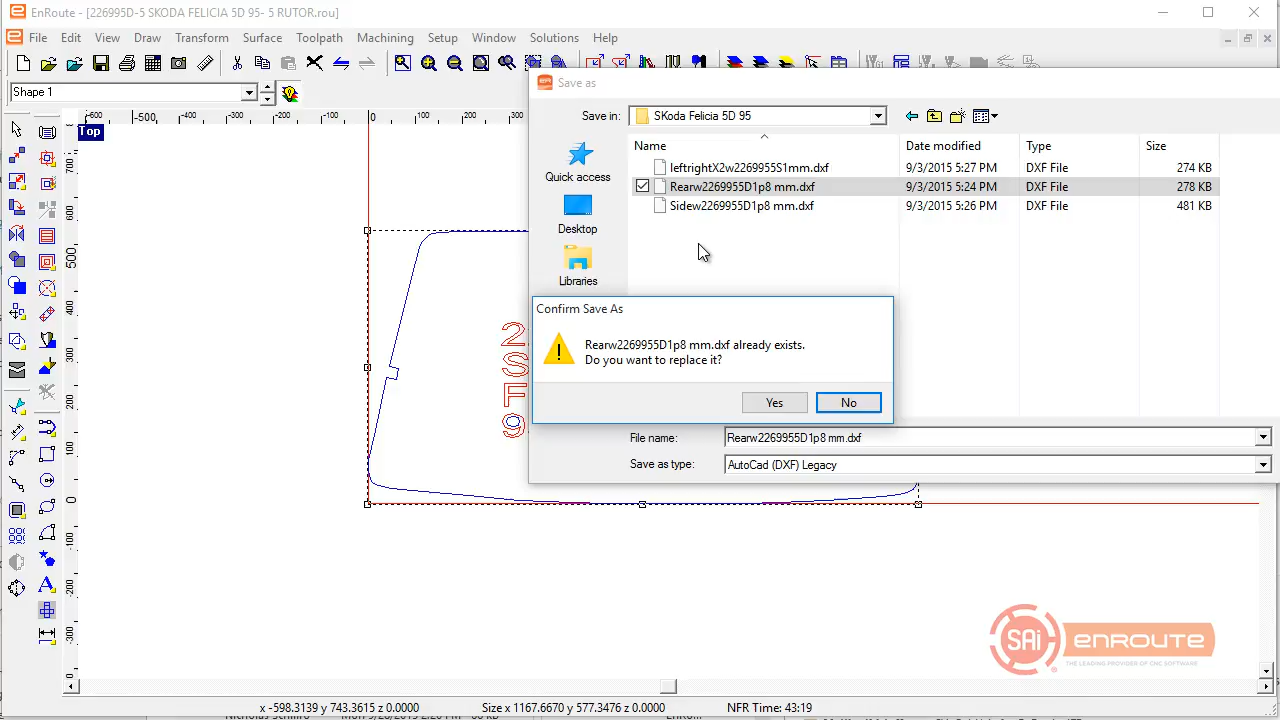 EnRoute - [226995D-5 SKODA FELICIA 5D 95- 5 RUTOR.rou]
File Edit View Draw Transform Surface Toolpath Machining Setup Window Solutions Help
Shape 1
-600 -500 0 100 200 300
Top
700
600
500
400
300
200
100
0
-100
-200
-300
2
S
F
9
Save as
Save in: SKoda Felicia 5D 95
Name Date modified Type Size
leftrightX2w2269955S1mm.dxf 9/3/2015 5:27 PM DXF File 274 KB
Rearw2269955D1p8 mm.dxf 9/3/2015 5:24 PM DXF File 278 KB
Sidew2269955D1p8 mm.dxf 9/3/2015 5:26 PM DXF File 481 KB
Quick access
Desktop
Libraries
Confirm Save As
Rearw2269955D1p8 mm.dxf already exists.
Do you want to replace it?
Yes No
File name: Rearw2269955D1p8 mm.dxf
Save as type: AutoCad (DXF) Legacy
SAi ENROUTE
THE LEADING PROVIDER OF CNC SOFTWARE
x -598.3139 y 743.3615 z 0.0000 Size x 1167.6670 y 577.3476 z 0.0000 NFR Time: 43:19